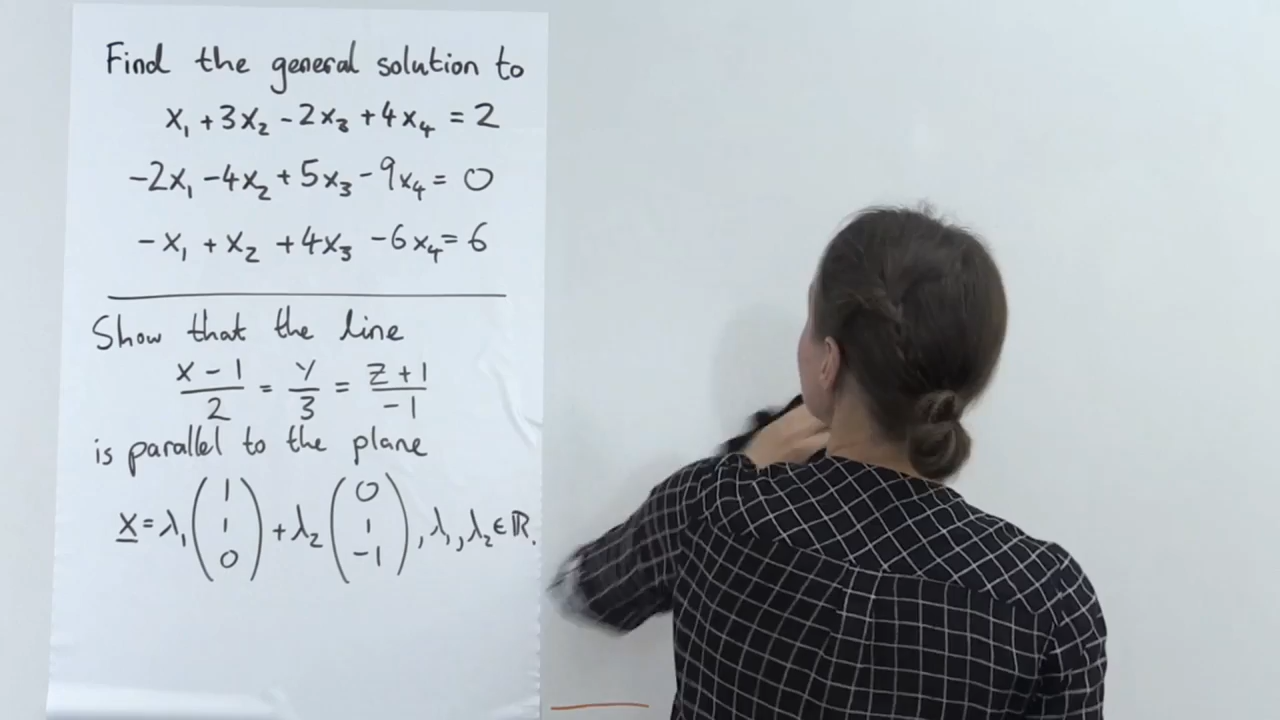 Find the general solution to
x₁ + 3x₂ - 2x₃ + 4x₄ = 2
-2x₁ - 4x₂ + 5x₃ - 9x₄ = 0
-x₁ + x₂ + 4x₃ - 6x₄ = 6
Show that the line
(x - 1)/2 = y/3 = (z + 1)/-1
is parallel to the plane
x = λ₁ (1 1 0) + λ₂ (0 1 -1), λ₁, λ₂ ∈ ℝ.